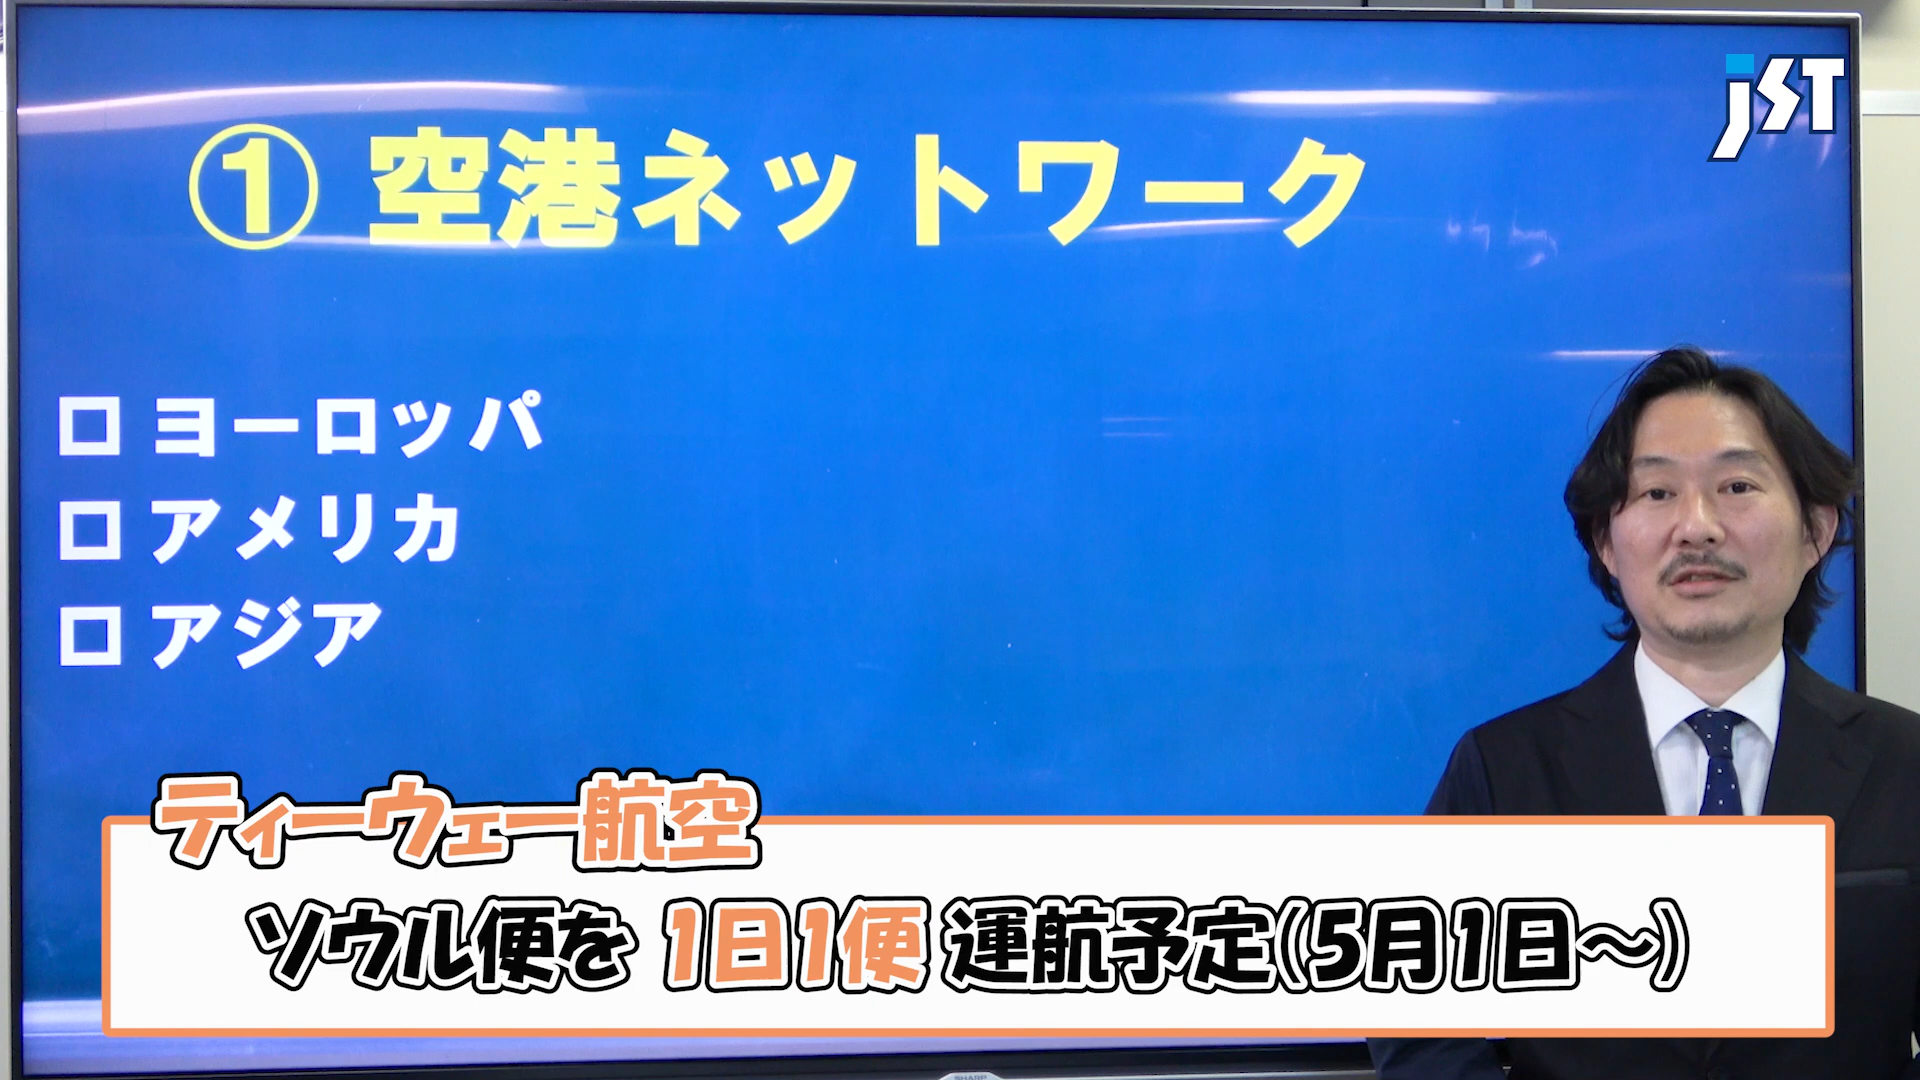 jST
① 空港ネットワーク
□ ヨーロッパ
□ アメリカ
□ アジア
ティーウェー航空
ソウル便を 1日1便 運航予定(5月1日～)
SHARP